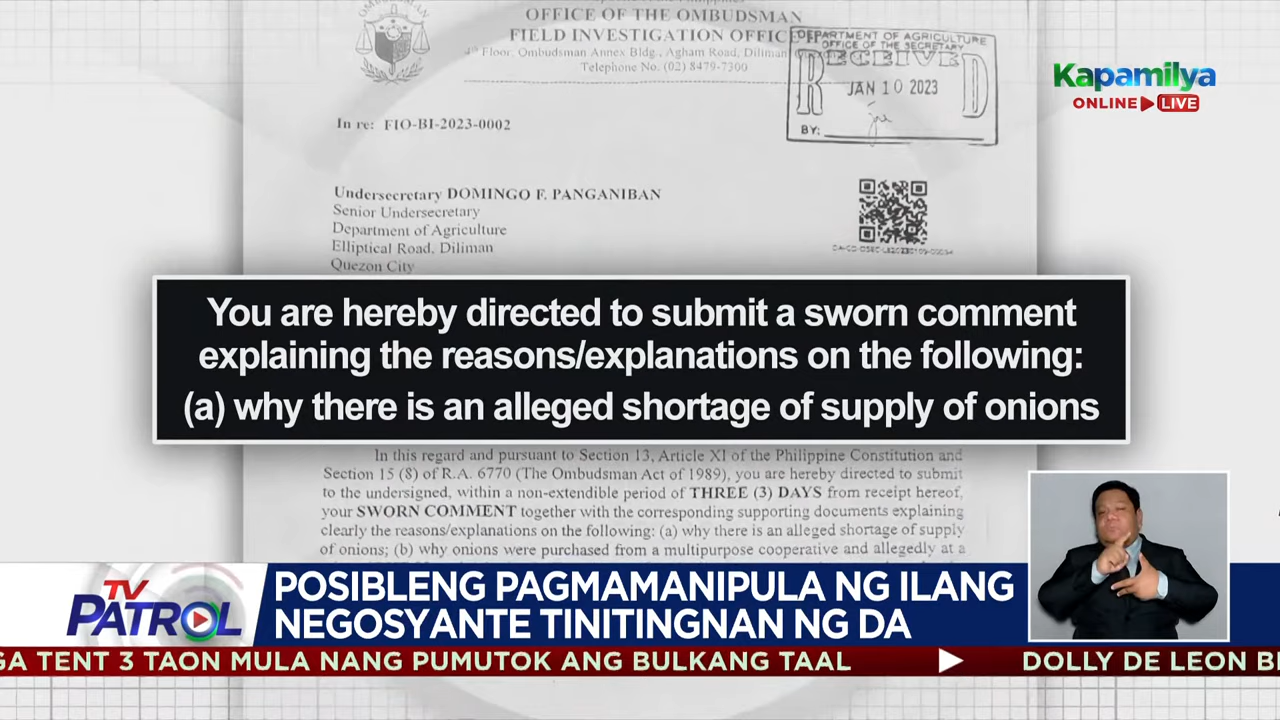 OFFICE OF THE OMBUDSMAN
FIELD INVESTIGATION OFFICE
4th Floor, Ombudsman Annex Bldg., Agham Road, Diliman
Telephone No. (02) 8479-7300
DEPARTMENT OF AGRICULTURE
OFFICE OF THE SECRETARY
RECEIVED
JAN 10 2023
BY:
Kapamilya
ONLINE LIVE
In re: FIO-BI-2023-0002
Undersecretary DOMINGO F. PANGANIBAN
Senior Undersecretary
Department of Agriculture
Elliptical Road, Diliman
Quezon City
You are hereby directed to submit a sworn comment
explaining the reasons/explanations on the following:
(a) why there is an alleged shortage of supply of onions
In this regard and pursuant to Section 13, Article XI of the Philippine Constitution and
Section 15 (8) of R.A. 6770 (The Ombudsman Act of 1989), you are hereby directed to submit
to the undersigned, within a non-extendible period of THREE (3) DAYS from receipt hereof,
your SWORN COMMENT together with the corresponding supporting documents explaining
clearly the reasons/explanations on the following: (a) why there is an alleged shortage of supply
of onions; (b) why onions were purchased from a multipurpose cooperative and allegedly at a
TV PATROL
POSIBLENG PAGMAMANIPULA NG ILANG
NEGOSYANTE TINITINGNAN NG DA
GA TENT 3 TAON MULA NANG PUMUTOK ANG BULKANG TAAL
DOLLY DE LEON